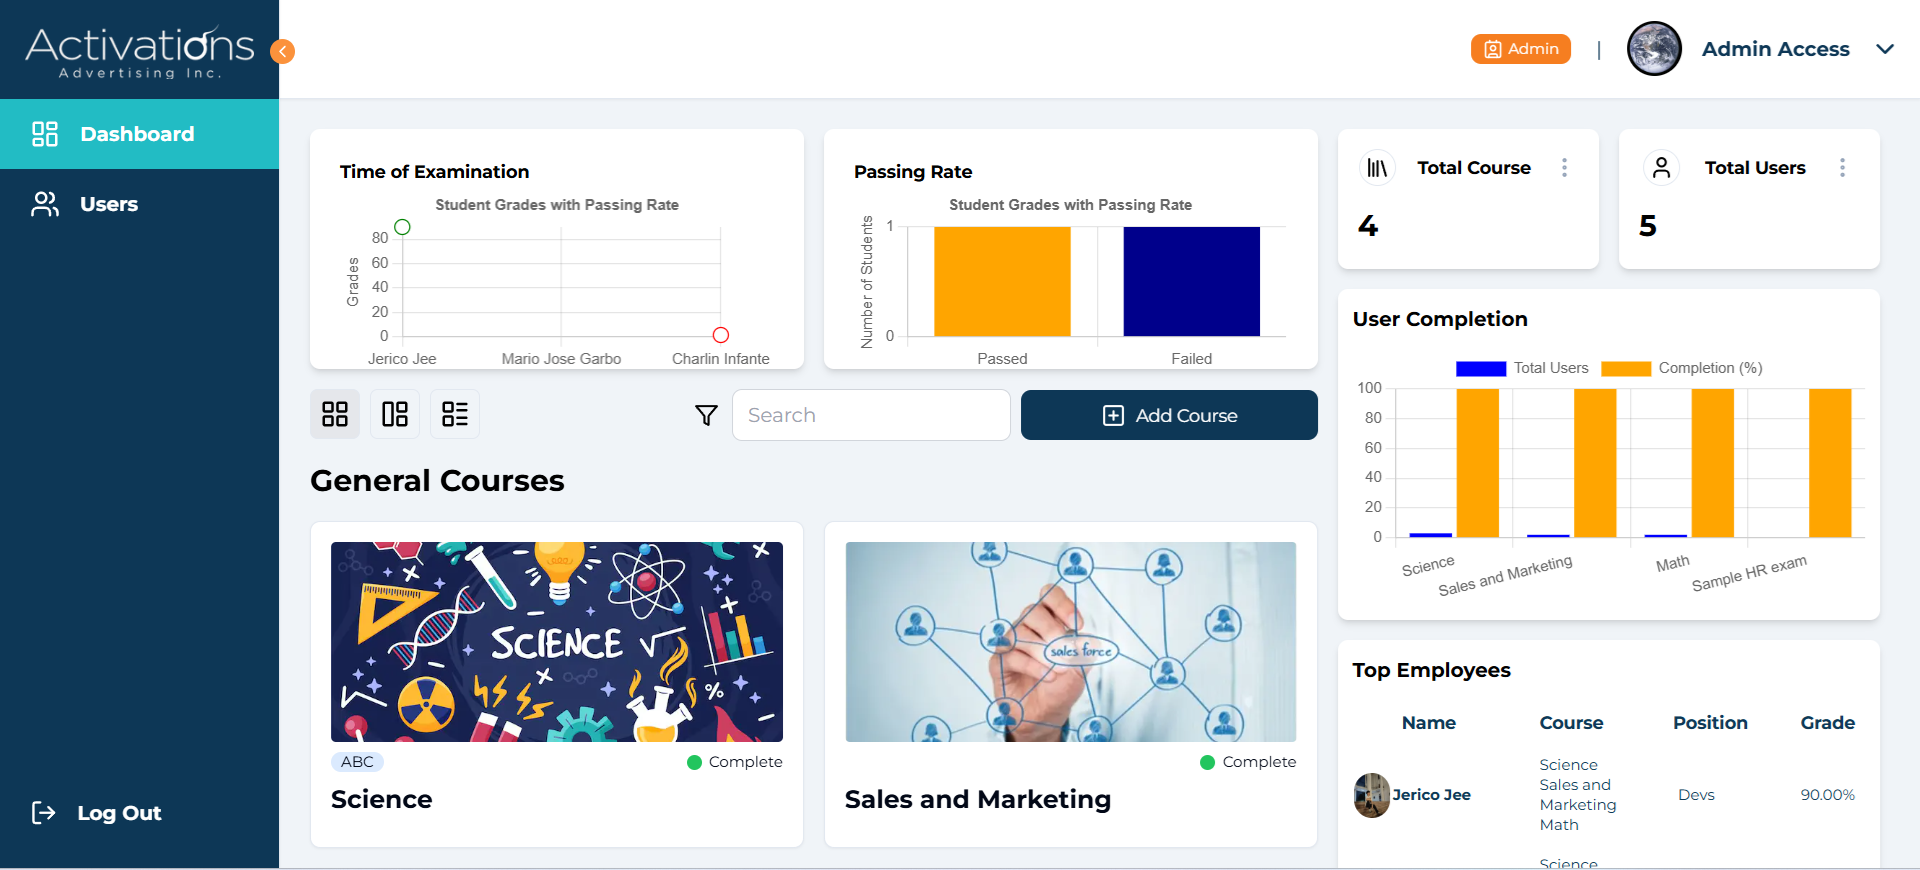 Activations
Advertising Inc.
Dashboard
Users
Log Out
Admin
|
Admin Access
Time of Examination
Student Grades with Passing Rate
Grades
80
60
40
20
0
Jerico Jee
Mario Jose Garbo
Charlin Infante
Passing Rate
Student Grades with Passing Rate
Number of Students
1
0
Passed
Failed
Total Course
4
Total Users
5
Search
Add Course
General Courses
SCIENCE
%
ABC
Complete
Science
sales force
Complete
Sales and Marketing
User Completion
Total Users
Completion (%)
100
80
60
40
20
0
Science
Sales and Marketing
Math
Sample HR exam
Top Employees
Name Course Position Grade
Jerico Jee
Science
Sales and
Marketing
Math
Devs
90.00%
Science